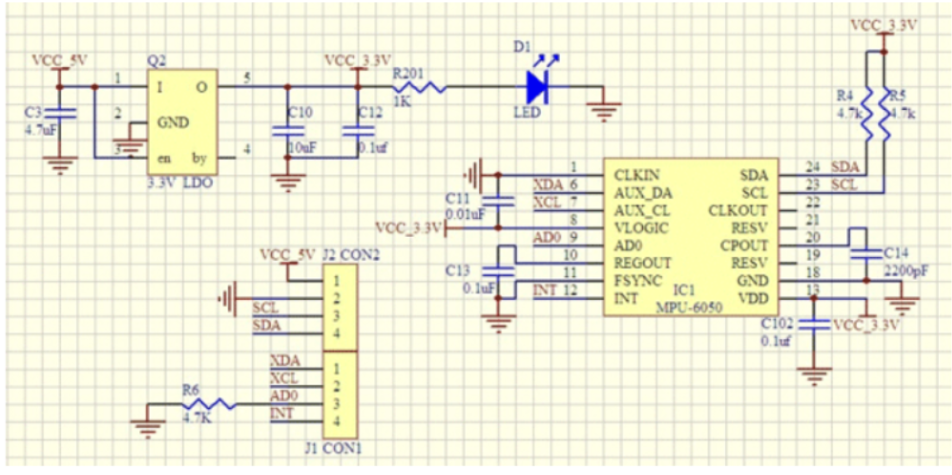 VCC_5V
Q2
1 I O 5
2 GND
3 en by 4
3.3V LDO
C3
4.7uF
VCC_3.3V
C10
10uF
C12
0.1uf
R201
1K
D1
LED
VCC_3.3V
R4
4.7k
R5
4.7k
1 CLKIN SDA 24 SDA
XDA 6 AUX_DA SCL 23 SCL
XCL 7 AUX_CL CLKOUT 22
VCC_3.3V 8 VLOGIC RESV 21
AD0 9 AD0 CPOUT 20
10 REGOUT RESV 19
11 FSYNC GND 18
INT 12 INT VDD 13
IC1
MPU-6050
C11
0.01uF
C13
0.1uF
C14
2200pF
C102
0.1uf
VCC_3.3V
VCC_5V
J2 CON2
1
2
SCL 3
SDA 4
XDA 1
XCL 2
AD0 3
INT 4
J1 CON1
R6
4.7K